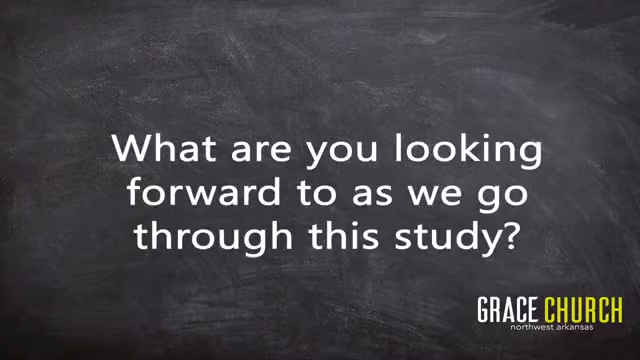 What are you looking
forward to as we go
through this study?
GRACE CHURCH
northwest arkansas